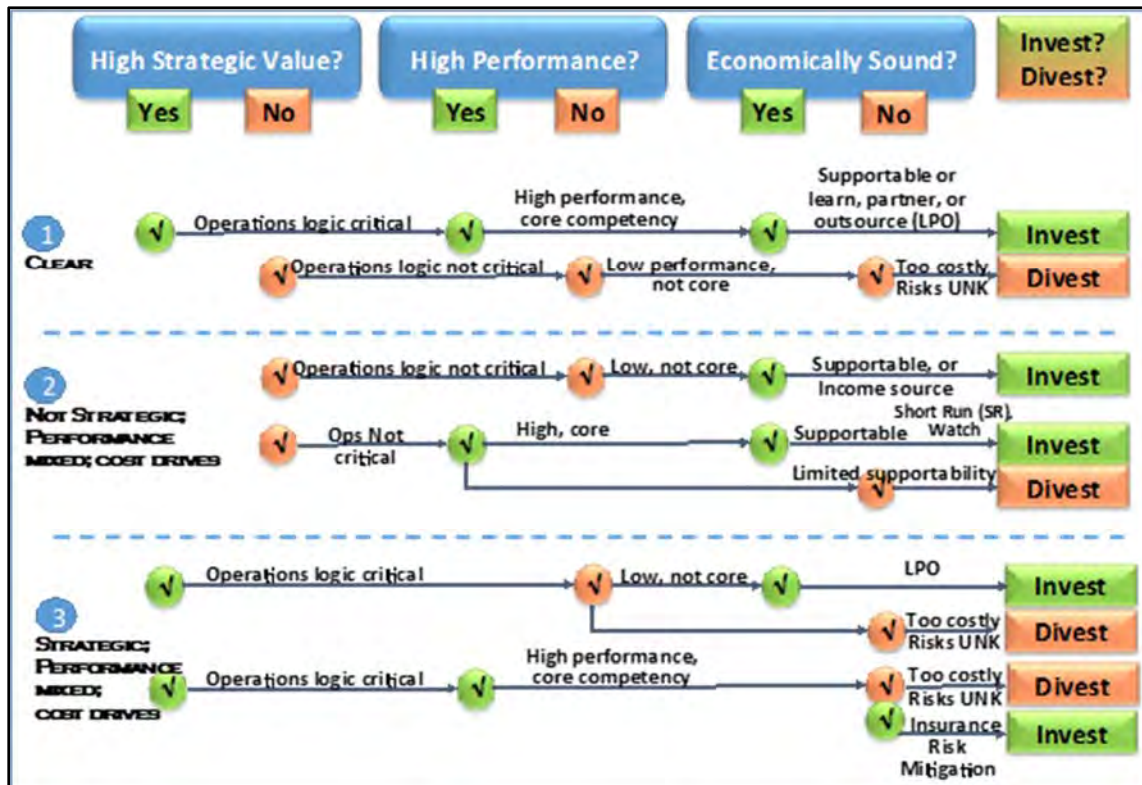 High Strategic Value?
High Performance?
Economically Sound?
Invest?
Divest?
Yes
No
Yes
No
Yes
No
1
CLEAR
√
Operations logic critical
√
High performance,
core competency
√
Supportable or
learn, partner, or
outsource (LPO)
Invest
√
Operations logic not critical
√
Low performance,
not core
√
Too costly
Risks UNK
Divest
2
NOT STRATEGIC;
PERFORMANCE
MIXED; COST DRIVES
√
Operations logic not critical
√
Low, not core
√
Supportable, or
Income source
Invest
√
Ops Not
critical
√
High, core
√
Supportable
Short Run (SR),
Watch
Invest
Limited supportability
√
Divest
3
STRATEGIC;
PERFORMANCE
MIXED;
COST DRIVES
√
Operations logic critical
√
Low, not core
√
LPO
Invest
√
Too costly
Risks UNK
Divest
√
Operations logic critical
√
High performance,
core competency
√
Too costly
Risks UNK
Divest
√
Insurance
Risk
Mitigation
Invest